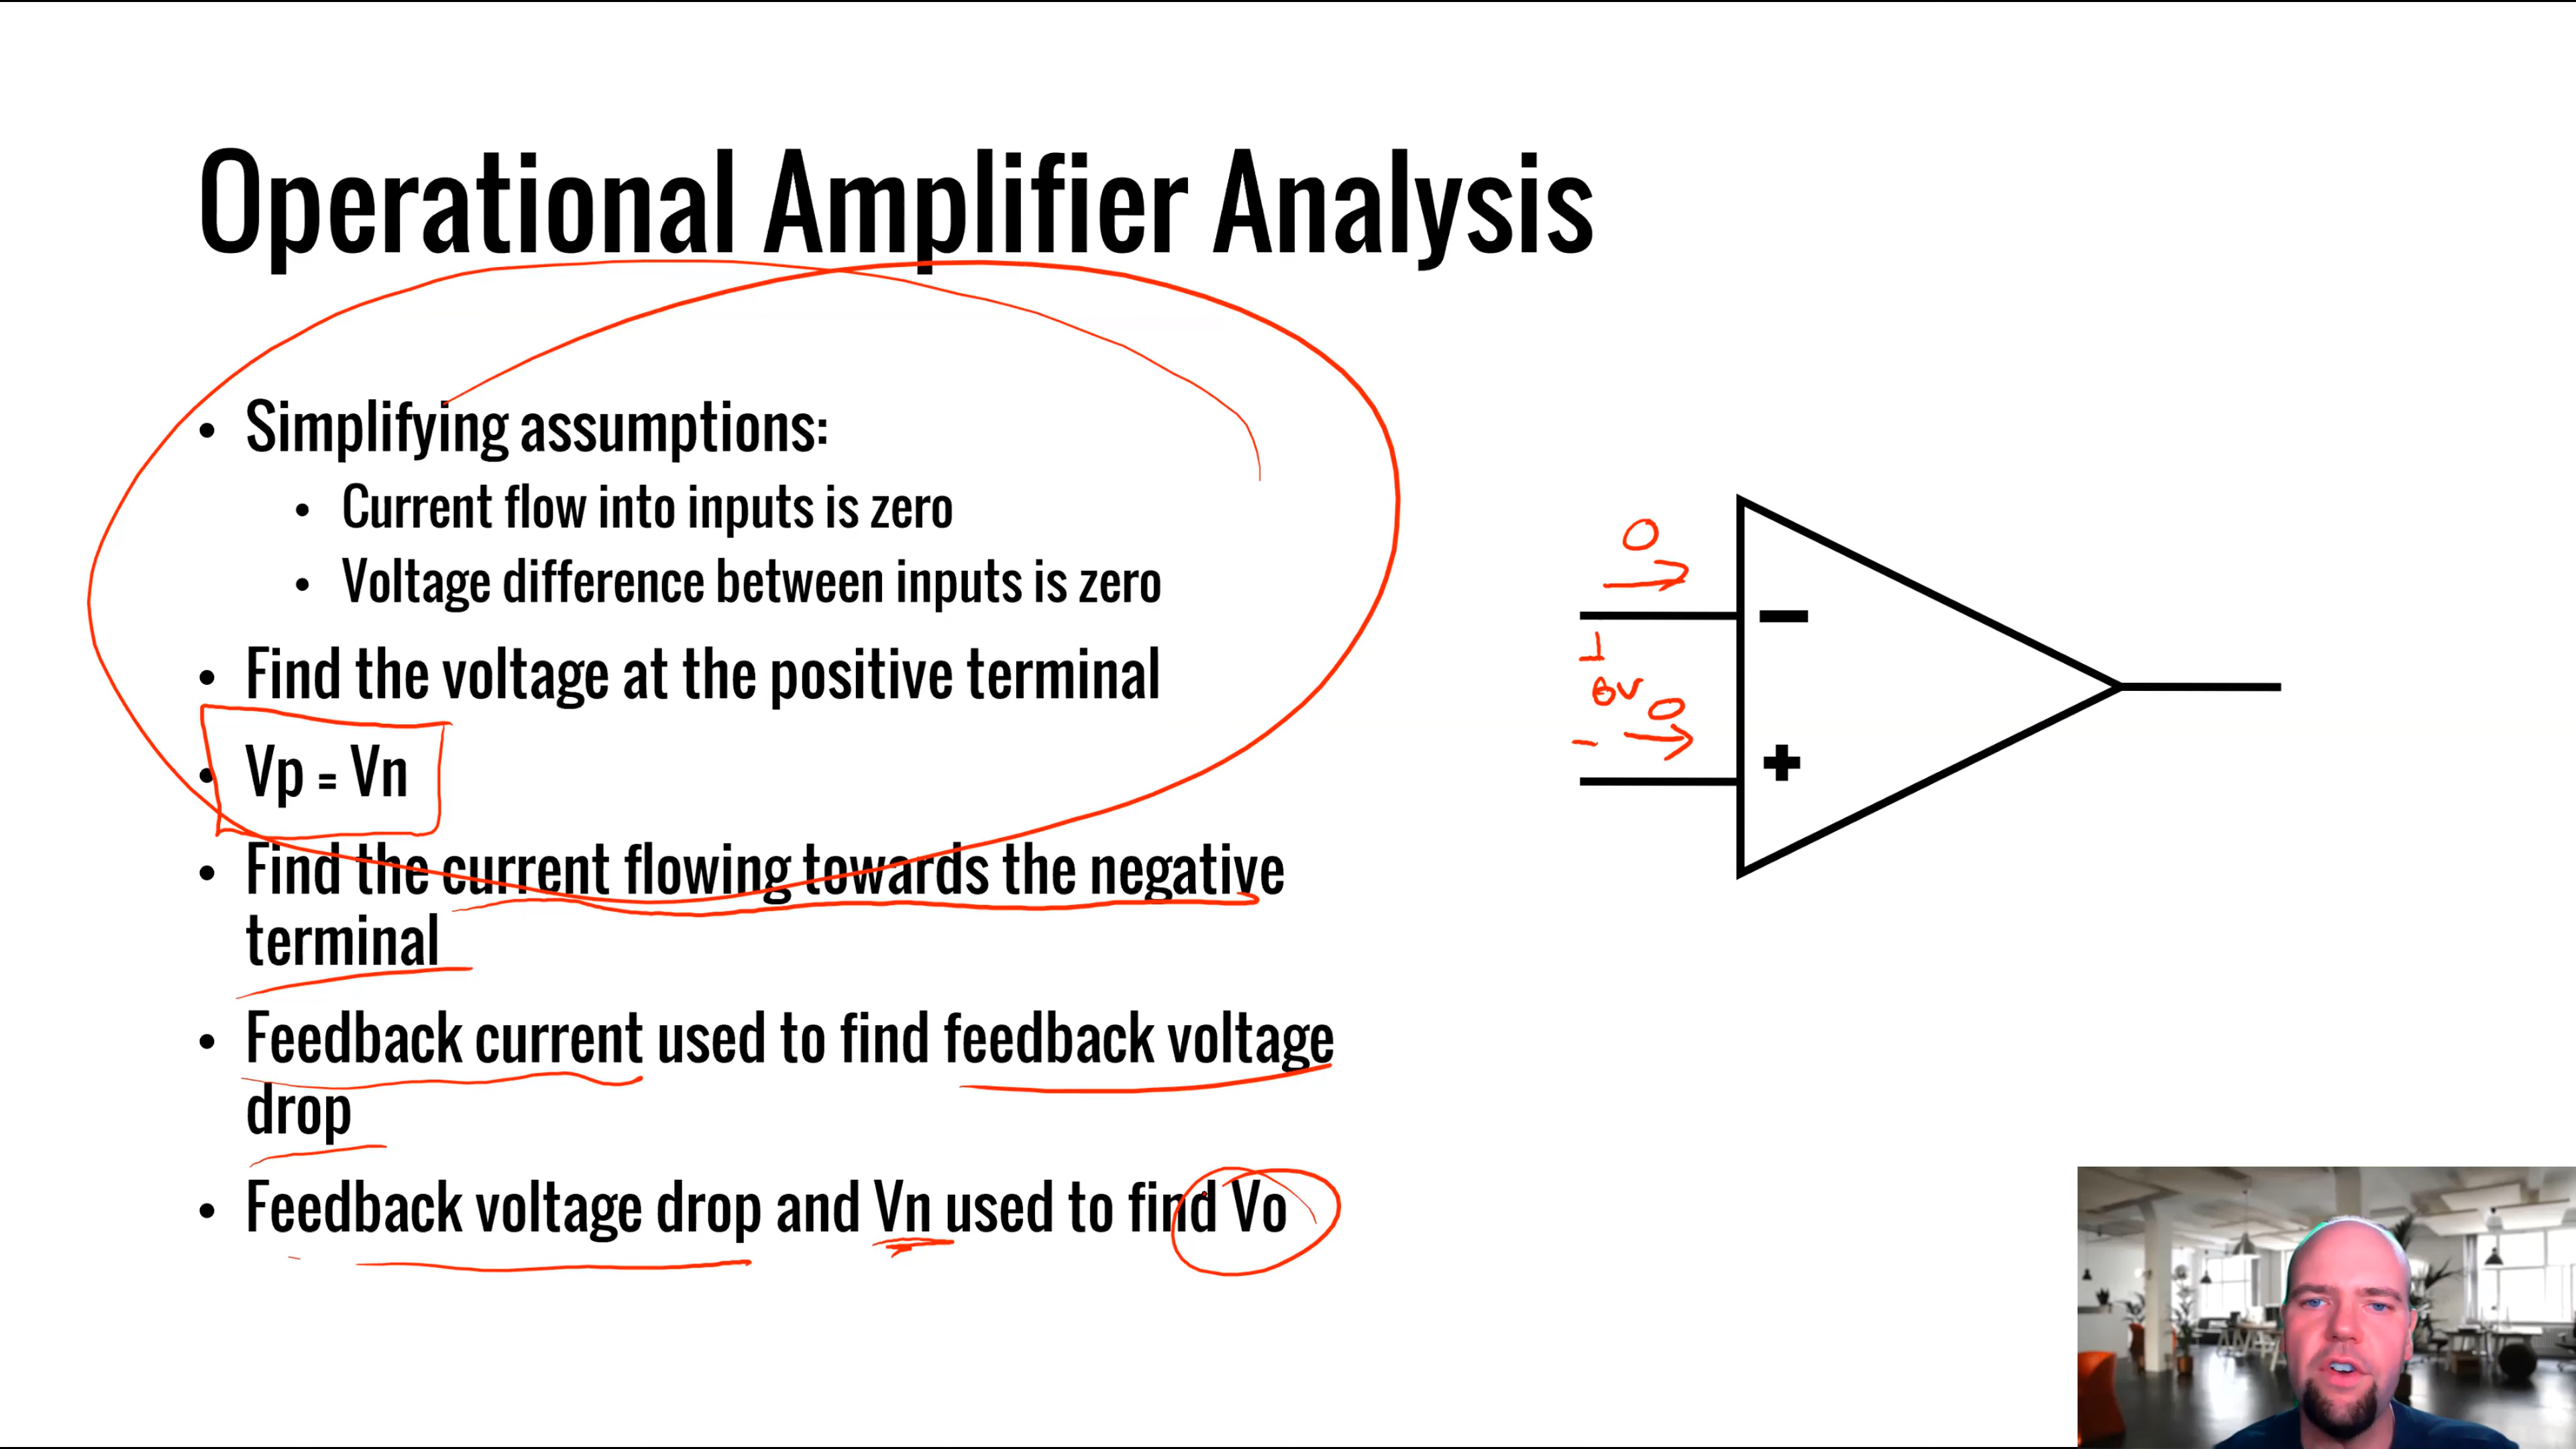 Operational Amplifier Analysis
• Simplifying assumptions:
• Current flow into inputs is zero
• Voltage difference between inputs is zero
• Find the voltage at the positive terminal
• Vp = Vn
• Find the current flowing towards the negative
terminal
• Feedback current used to find feedback voltage
drop
• Feedback voltage drop and Vn used to find Vo
0
−
+
0V
0
-
+